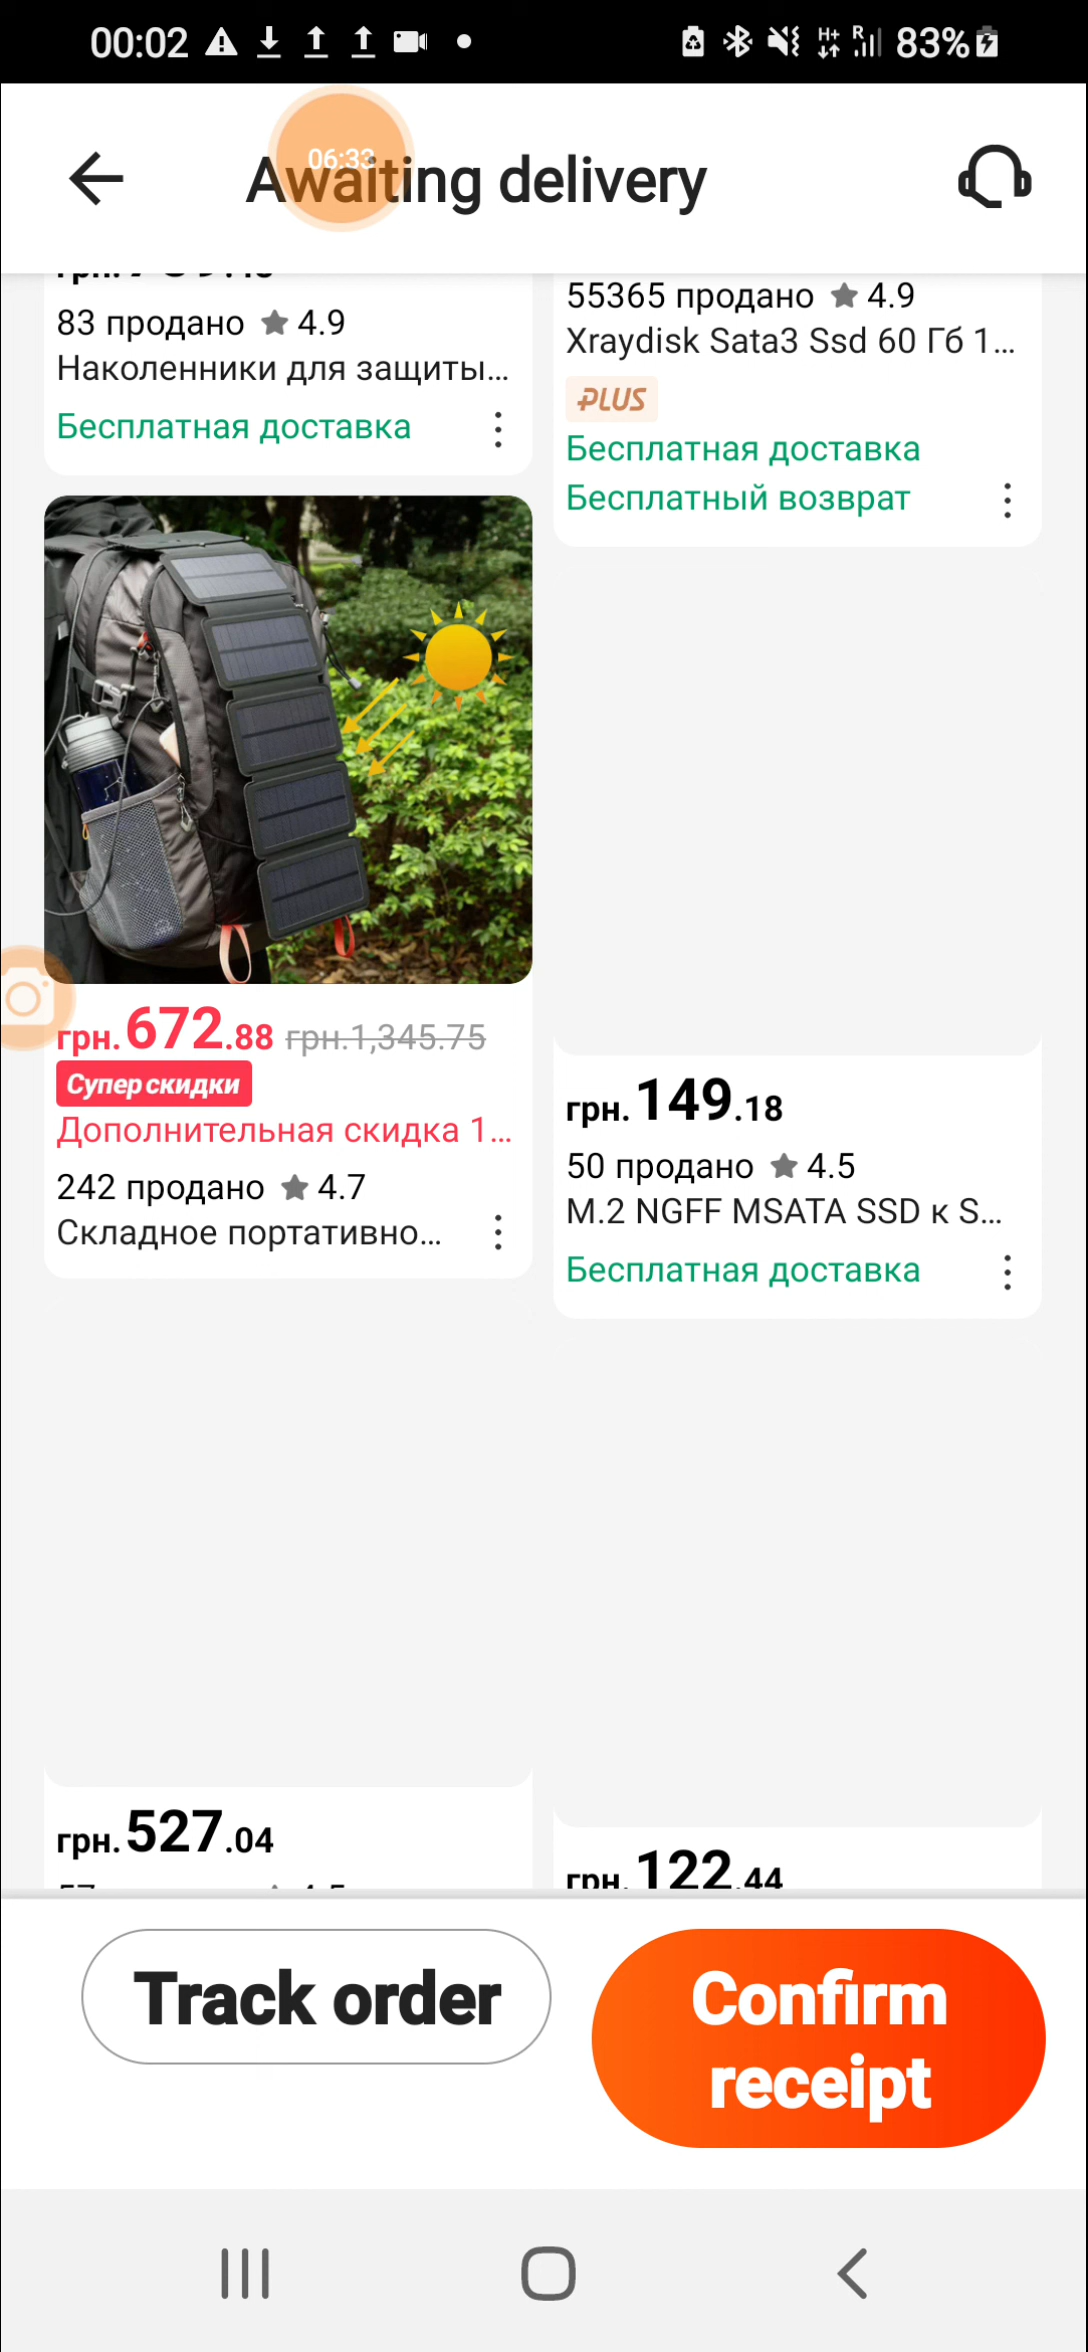 00:02
83%
06:33
Awaiting delivery
83 продано 4.9
Наколенники для защиты...
Бесплатная доставка
55365 продано 4.9
Xraydisk Sata3 Ssd 60 Гб 1...
PLUS
Бесплатная доставка
Бесплатный возврат
грн.672.88 грн.1,345.75
Супер скидки
Дополнительная скидка 1...
242 продано 4.7
Складное портативно...
грн.149.18
50 продано 4.5
M.2 NGFF MSATA SSD к S...
Бесплатная доставка
грн.527.04
грн.122.44
Track order
Confirm
receipt